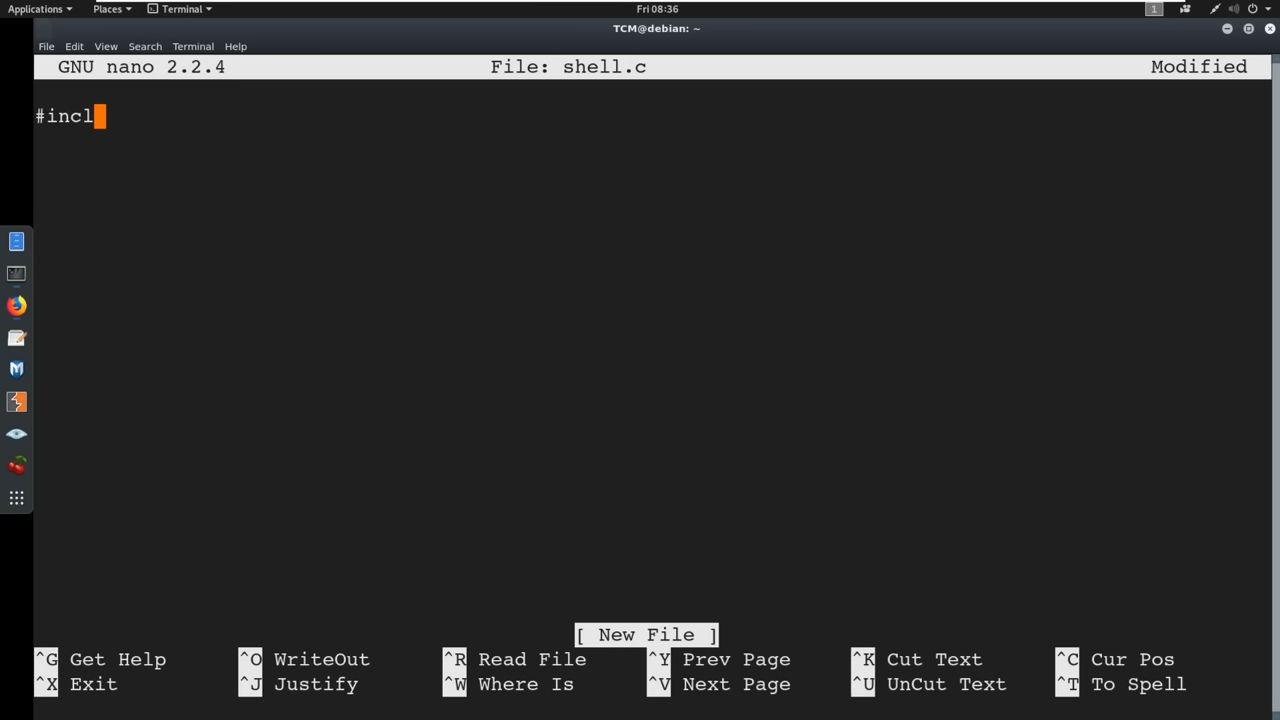 Applications Places Terminal Fri 08:36 1
TCM@debian: ~
File Edit View Search Terminal Help
GNU nano 2.2.4 File: shell.c Modified
#incl
[ New File ]
^G Get Help ^O WriteOut ^R Read File ^Y Prev Page ^K Cut Text ^C Cur Pos
^X Exit ^J Justify ^W Where Is ^V Next Page ^U UnCut Text ^T To Spell